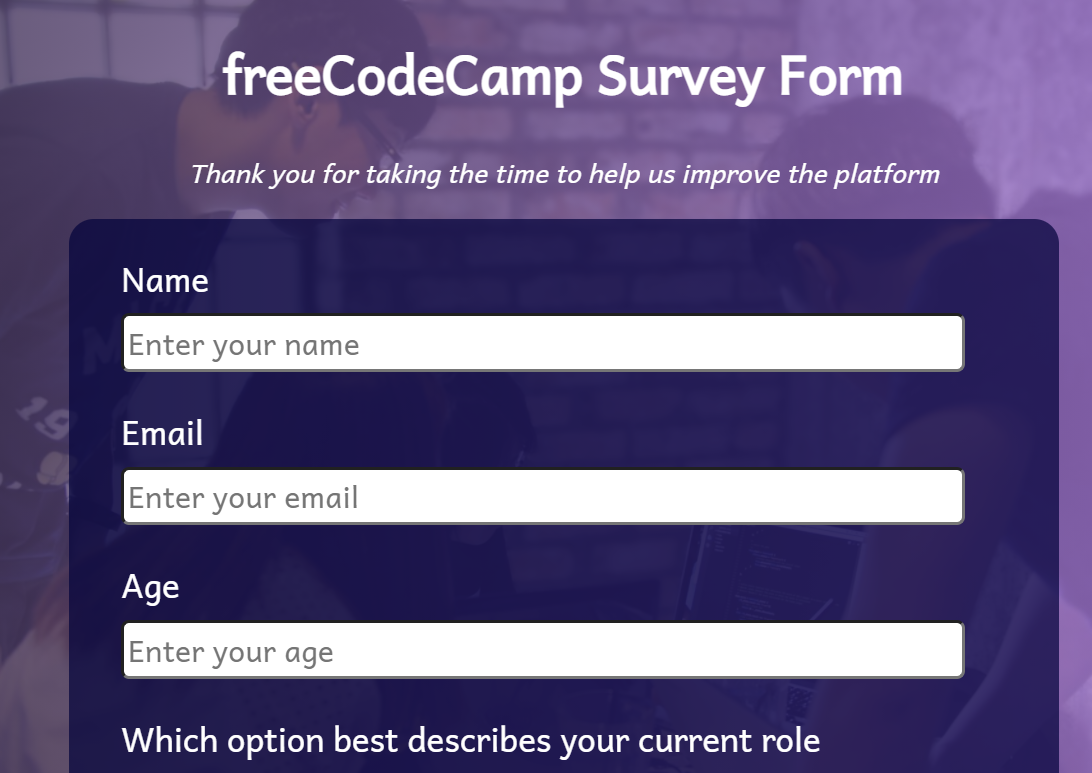 freeCodeCamp Survey Form
Thank you for taking the time to help us improve the platform
Name
Enter your name
Email
Enter your email
Age
19
Enter your age
Which option best describes your current role